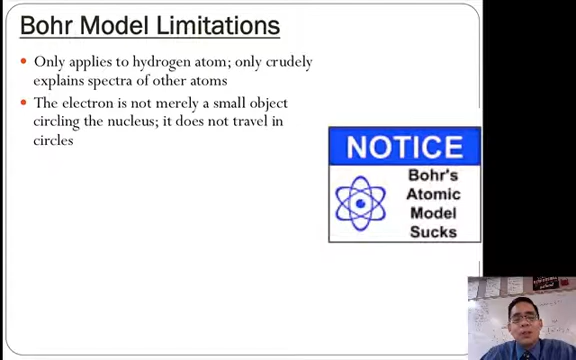 Bohr Model Limitations
Only applies to hydrogen atom; only crudely
explains spectra of other atoms
The electron is not merely a small object
circling the nucleus; it does not travel in
circles
NOTICE
Bohr's
Atomic
Model
Sucks